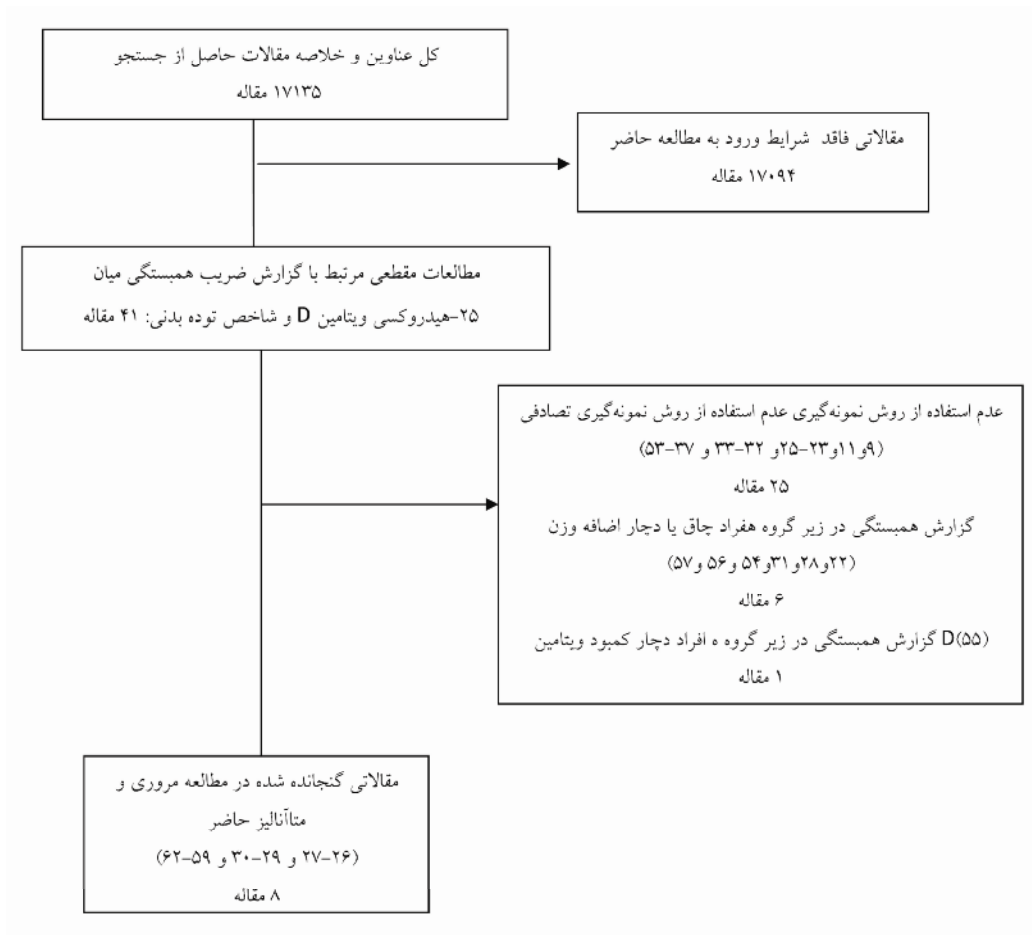 کل عناوین و خلاصه مقالات حاصل از جستجو
۱۷۱۳۵ مقاله
مقالاتی فاقد شرایط ورود به مطالعه حاضر
۱۷۰۹۴ مقاله
مطالعات مقطعی مرتبط با گزارش ضریب همبستگی میان
۲۵-هیدروکسی ویتامین D و شاخص توده بدنی: ۴۱ مقاله
عدم استفاده از روش نمونه‌گیری عدم استفاده از روش نمونه‌گیری تصادفی
(۹و۱۱و۲۳-۲۵و ۳۲-۳۳ و ۳۷-۵۳)
۲۵ مقاله
گزارش همبستگی در زیر گروه هفراد چاق یا دچار اضافه وزن
(۲۲و۲۸و۳۱و۵۴ و۵۶ و۵۷)
۶ مقاله
D(۵۵) گزارش همبستگی در زیر گروه ه افراد دچار کمبود ویتامین
۱ مقاله
مقالاتی گنجانده شده در مطالعه مروری و
متاآنالیز حاضر
(۲۶-۲۷ و ۲۹-۳۰ و ۵۹-۶۲)
۸ مقاله